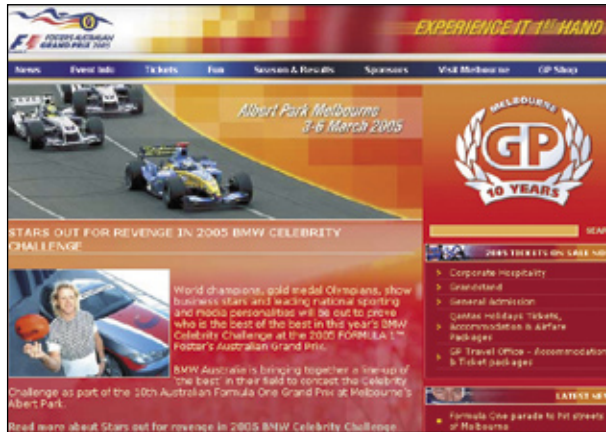 FOSTER'S AUSTRALIAN
GRAND PRIX 2005
EXPERIENCE IT 1ST HAND
News Event Info Tickets Fun Season & Results Sponsors Visit Melbourne GP Shop
Albert Park Melbourne
3-6 March 2005
MELBOURNE
GP
10 YEARS
STARS OUT FOR REVENGE IN 2005 BMW CELEBRITY
CHALLENGE
World champions, gold medal Olympians, show
business stars and leading national sporting
and media personalities will be out to prove
who is the best of the best in this year's BMW
Celebrity Challenge at the 2005 FORMULA 1™
Foster's Australian Grand Prix.
BMW Australia is bringing together a line-up of
'the best' in their field to contest the Celebrity
Challenge as part of the 10th Australian Formula One Grand Prix at Melbourne's
Albert Park.
Read more about Stars out for revenge in 2005 BMW Celebrity Challenge
SEAR
2005 TICKETS ON SALE NO
Corporate Hospitality
Grandstand
General Admission
Qantas Holidays Tickets,
Accommodation & Airfare
Packages
GP Travel Office - Accommodation
& Ticket packages
LATEST NE
Formula One parade to hit streets
of Melbourne